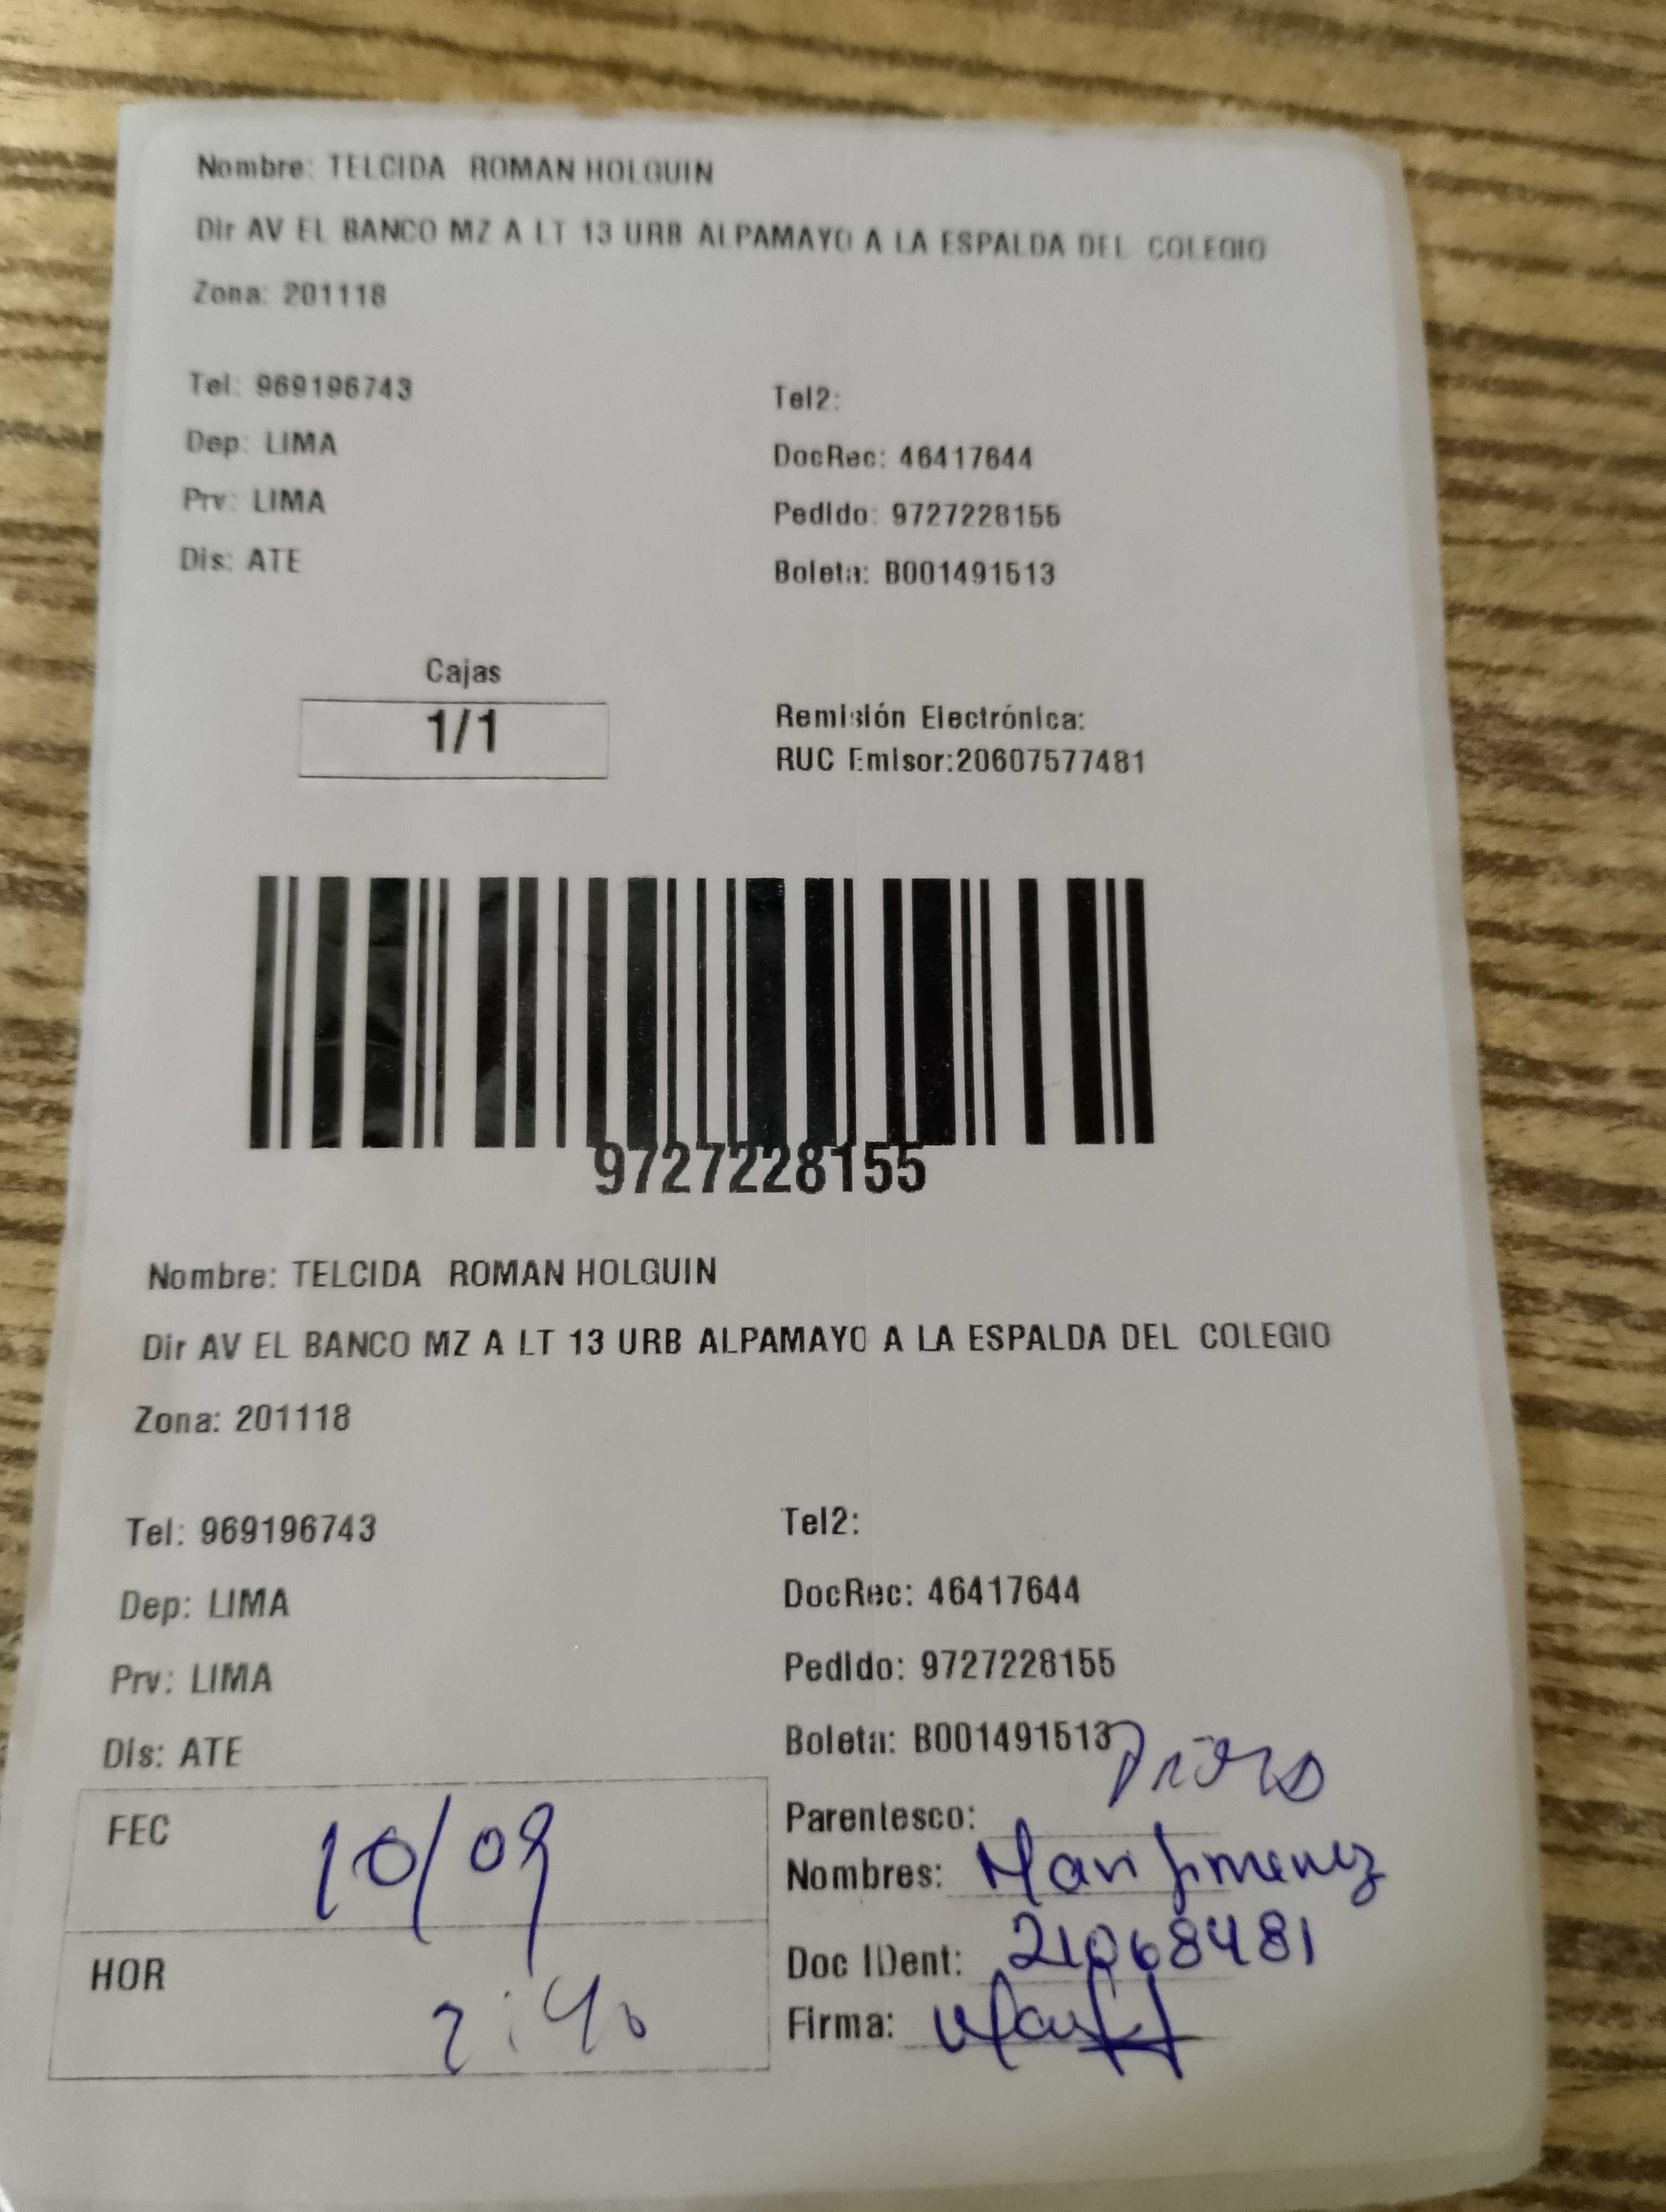 Nombre: TELCIDA ROMAN HOLGUIN
Dir AV EL BANCO MZ A LT 13 URB ALPAMAYO A LA ESPALDA DEL COLEGIO
Zona: 201118
Tel: 969196743
Tel2:
Dep: LIMA
DocRec: 46417644
Prv: LIMA
Pedido: 9727228155
Dis: ATE
Boleta: B001491513
Cajas
1/1
Remisión Electrónica:
RUC Emisor:20607577481
9727228155
Nombre: TELCIDA ROMAN HOLGUIN
Dir AV EL BANCO MZ A LT 13 URB ALPAMAYO A LA ESPALDA DEL COLEGIO
Zona: 201118
Tel: 969196743
Tel2:
Dep: LIMA
DocRec: 46417644
Prv: LIMA
Pedido: 9727228155
Dis: ATE
Boleta: B001491513
FEC 10/09
Parentesco:
Nombres: Mari Jimenez
HOR 2:40
Doc IDent: 21068481
Firma: